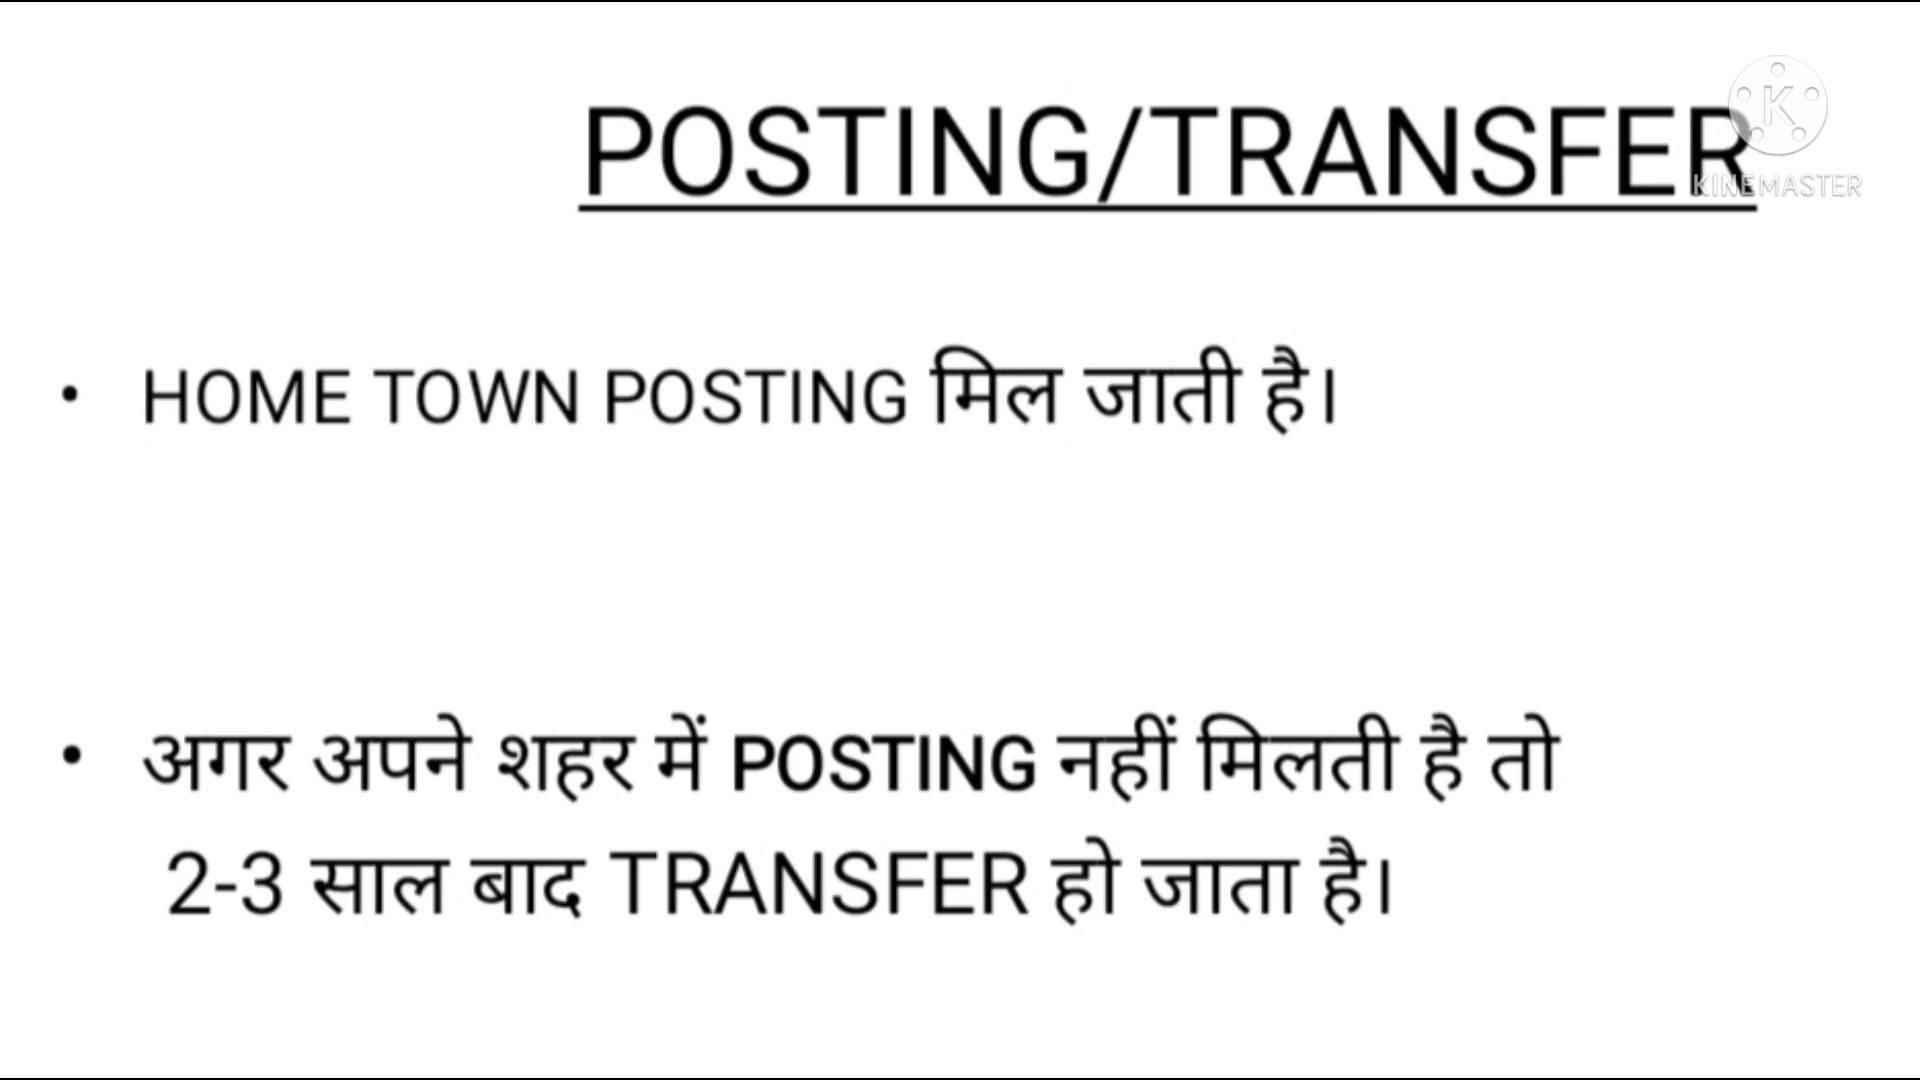 POSTING/TRANSFER
K
KINEMASTER
• HOME TOWN POSTING मिल जाती है।
• अगर अपने शहर में POSTING नहीं मिलती है तो
2-3 साल बाद TRANSFER हो जाता है।